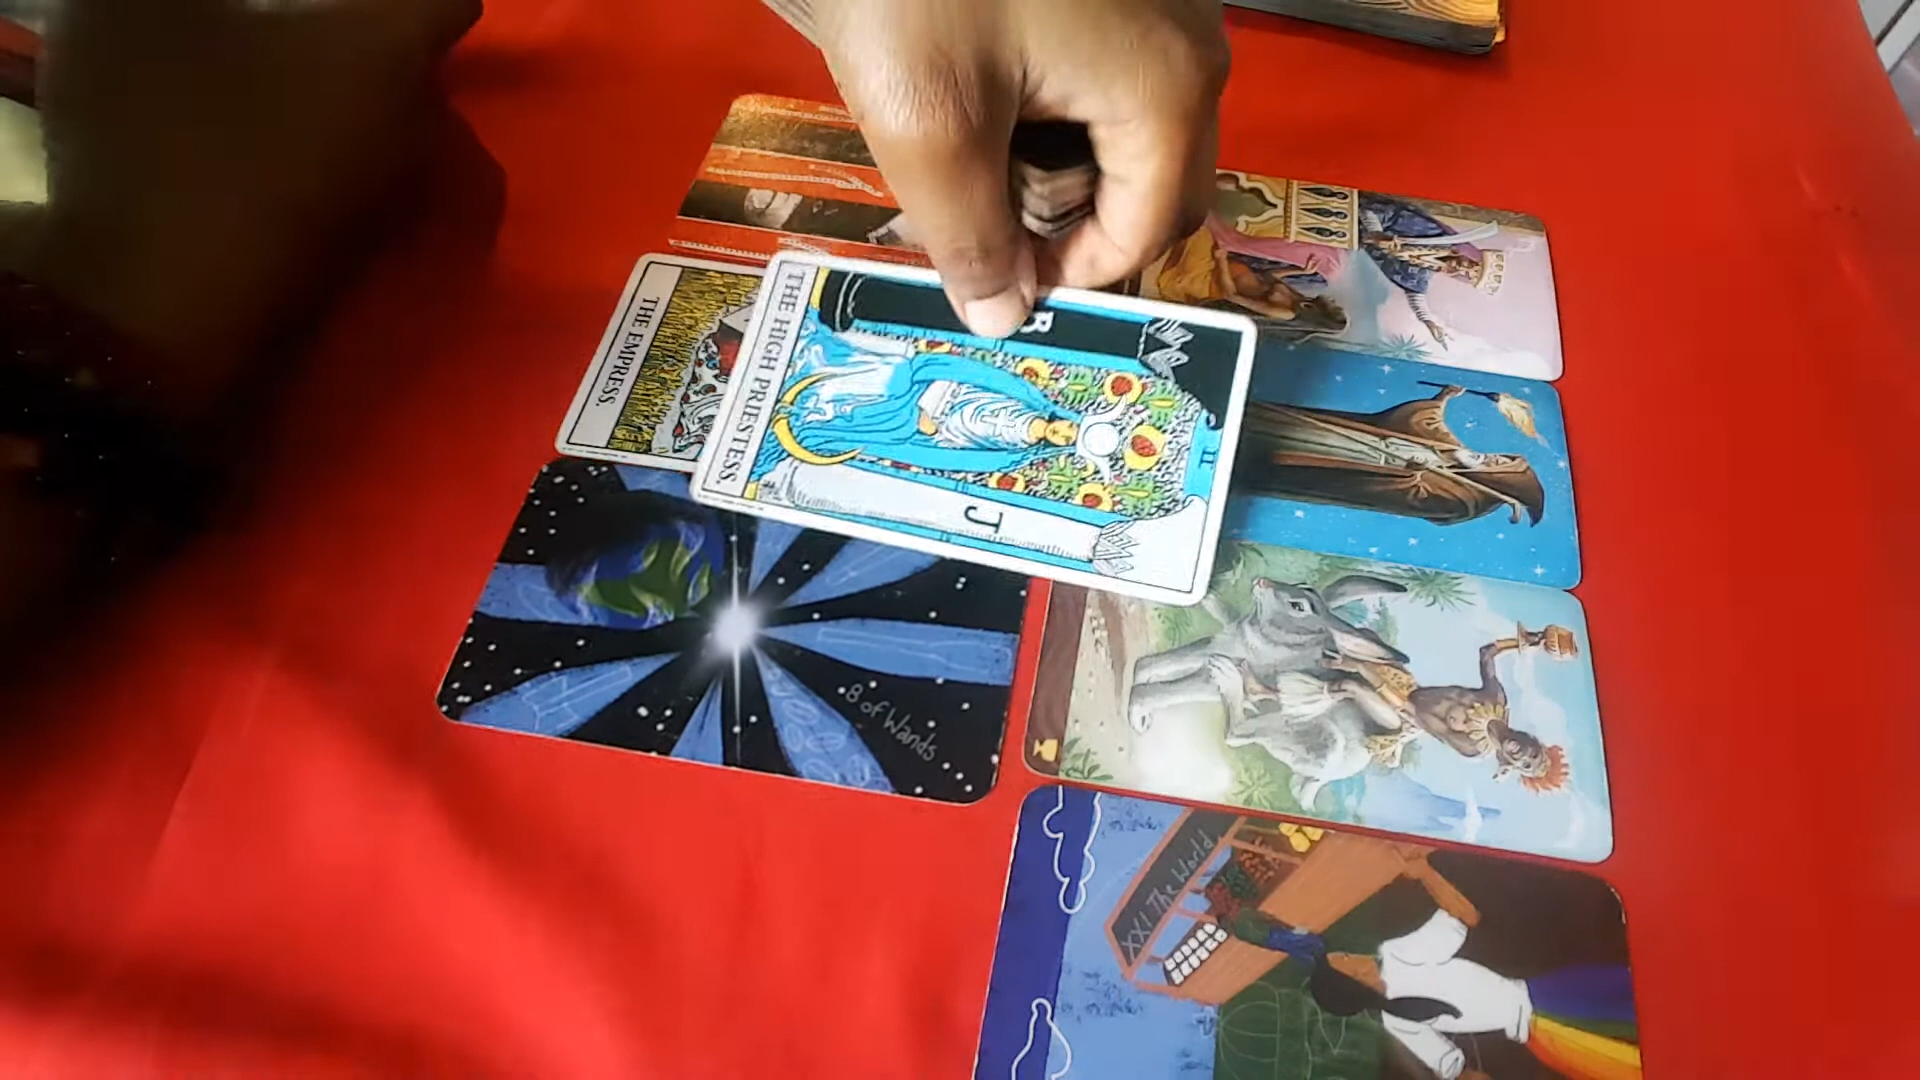 THE EMPRESS.
THE HIGH PRIESTESS.
B
J
II
8 of Wands
XXI The World